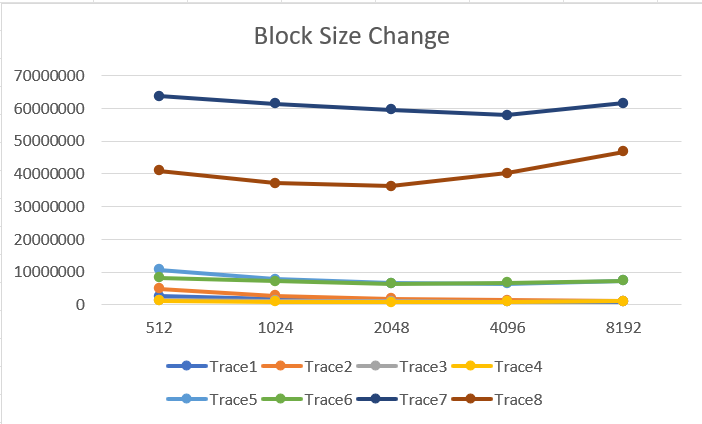 Block Size Change
70000000
60000000
50000000
40000000
30000000
20000000
10000000
0
512 1024 2048 4096 8192
Trace1 Trace2 Trace3 Trace4
Trace5 Trace6 Trace7 Trace8